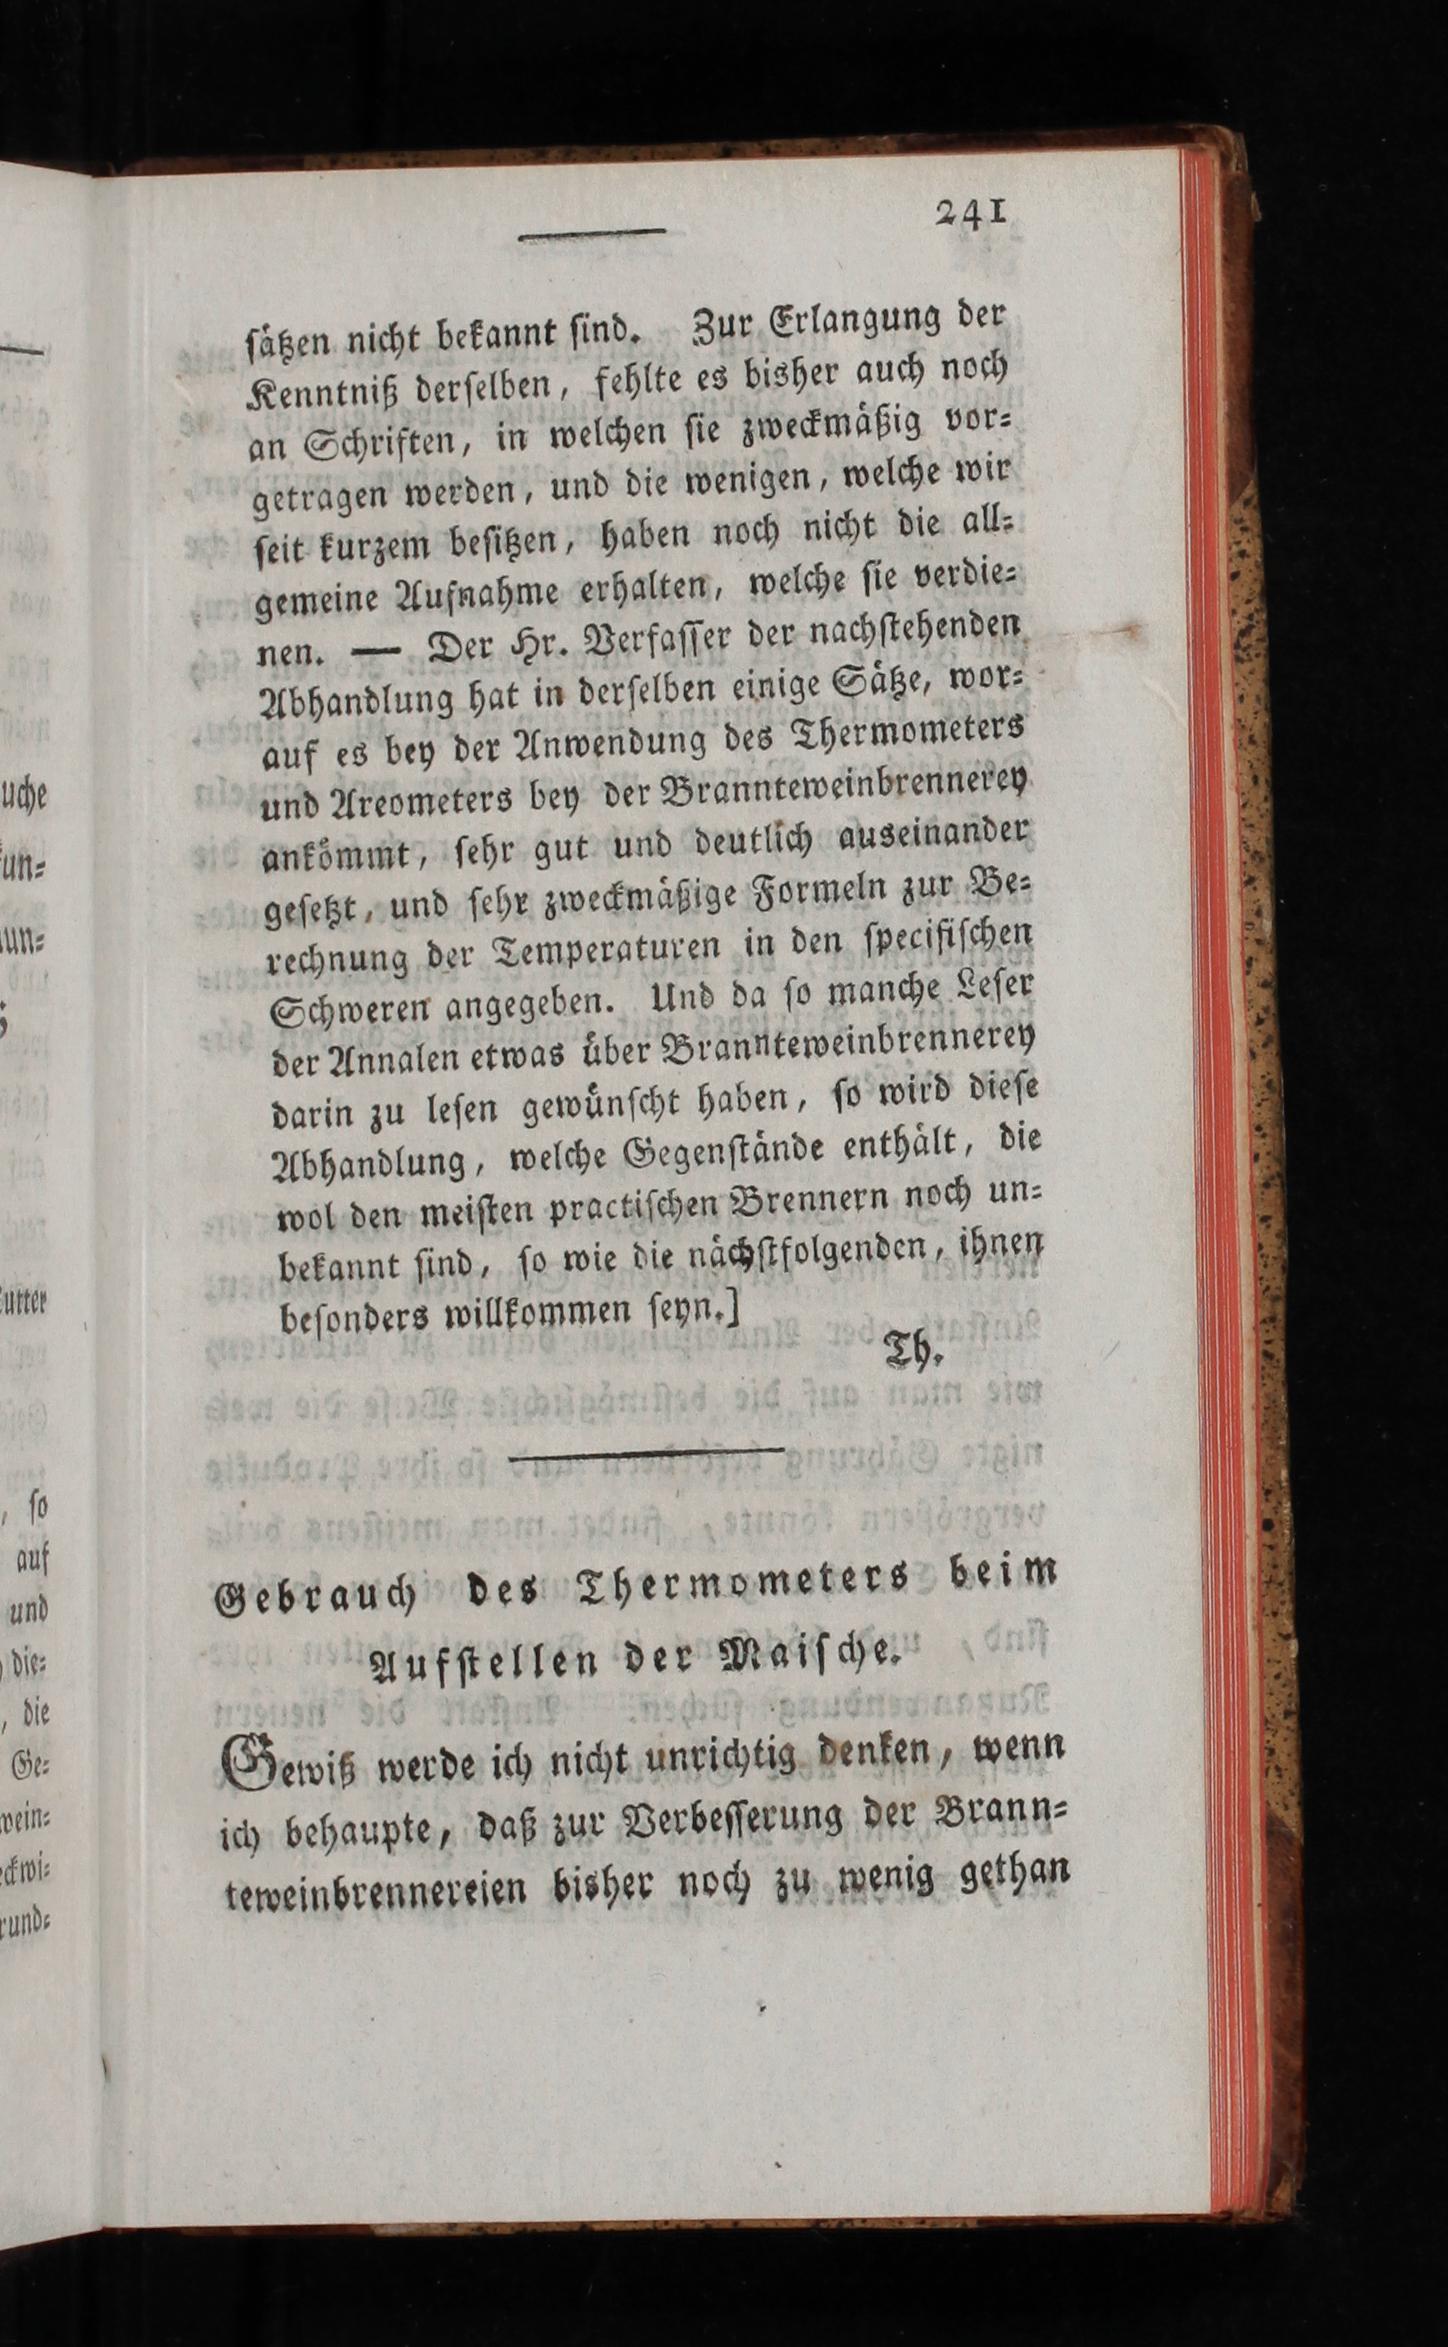 241
sätzen nicht bekannt sind. Zur Erlangung der
Kenntniß derselben, fehlte es bisher auch noch
an Schriften, in welchen sie zweckmäßig vor=
getragen werden, und die wenigen, welche wir
seit kurzem besitzen, haben noch nicht die all=
gemeine Aufnahme erhalten, welche sie verdie=
nen. — Der Hr. Verfasser der nachstehenden
Abhandlung hat in derselben einige Sätze, wor=
auf es bey der Anwendung des Thermometers
und Areometers bey der Brannteweinbrennerey
ankömmt, sehr gut und deutlich auseinander
gesetzt, und sehr zweckmäßige Formeln zur Be=
rechnung der Temperaturen in den specifischen
Schweren angegeben. Und da so manche Leser
der Annalen etwas über Brannteweinbrennerey
darin zu lesen gewünscht haben, so wird diese
Abhandlung, welche Gegenstände enthält, die
wol den meisten practischen Brennern noch un=
bekannt sind, so wie die nächstfolgenden, ihnen
besonders willkommen seyn.]
Th.
Gebrauch des Thermometers beim
Aufstellen der Maische.
Gewiß werde ich nicht unrichtig denken, wenn
ich behaupte, daß zur Verbesserung der Brann=
teweinbrennereien bisher noch zu wenig gethan